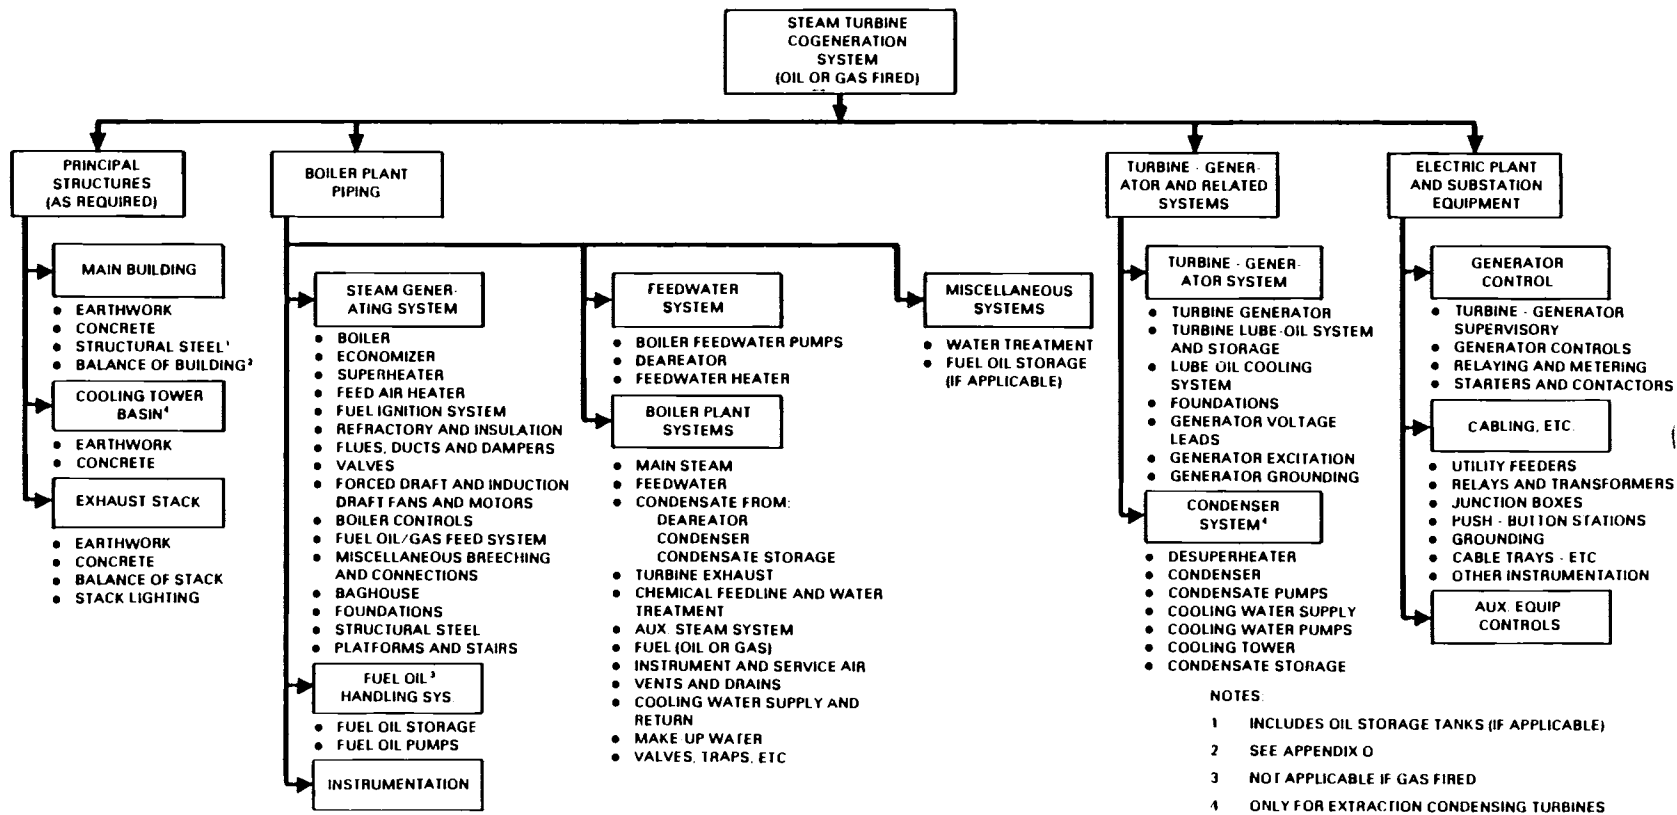 STEAM TURBINE
COGENERATION
SYSTEM
(OIL OR GAS FIRED)
PRINCIPAL
STRUCTURES
(AS REQUIRED)
MAIN BUILDING
• EARTHWORK
• CONCRETE
• STRUCTURAL STEEL¹
• BALANCE OF BUILDING²
COOLING TOWER
BASIN⁴
• EARTHWORK
• CONCRETE
EXHAUST STACK
• EARTHWORK
• CONCRETE
• BALANCE OF STACK
• STACK LIGHTING
BOILER PLANT
PIPING
STEAM GENER-
ATING SYSTEM
• BOILER
• ECONOMIZER
• SUPERHEATER
• FEED AIR HEATER
• FUEL IGNITION SYSTEM
• REFRACTORY AND INSULATION
• FLUES, DUCTS AND DAMPERS
• VALVES
• FORCED DRAFT AND INDUCTION
DRAFT FANS AND MOTORS
• BOILER CONTROLS
• FUEL OIL/GAS FEED SYSTEM
• MISCELLANEOUS BREECHING
AND CONNECTIONS
• BAGHOUSE
• FOUNDATIONS
• STRUCTURAL STEEL
• PLATFORMS AND STAIRS
FUEL OIL³
HANDLING SYS.
• FUEL OIL STORAGE
• FUEL OIL PUMPS
INSTRUMENTATION
FEEDWATER
SYSTEM
• BOILER FEEDWATER PUMPS
• DEAREATOR
• FEEDWATER HEATER
BOILER PLANT
SYSTEMS
• MAIN STEAM
• FEEDWATER
• CONDENSATE FROM:
DEAREATOR
CONDENSER
CONDENSATE STORAGE
• TURBINE EXHAUST
• CHEMICAL FEEDLINE AND WATER
TREATMENT
• AUX. STEAM SYSTEM
• FUEL (OIL OR GAS)
• INSTRUMENT AND SERVICE AIR
• VENTS AND DRAINS
• COOLING WATER SUPPLY AND
RETURN
• MAKE-UP WATER
• VALVES, TRAPS, ETC
MISCELLANEOUS
SYSTEMS
• WATER TREATMENT
• FUEL OIL STORAGE
(IF APPLICABLE)
TURBINE - GENER-
ATOR AND RELATED
SYSTEMS
TURBINE - GENER-
ATOR SYSTEM
• TURBINE GENERATOR
• TURBINE LUBE-OIL SYSTEM
AND STORAGE
• LUBE OIL COOLING
SYSTEM
• FOUNDATIONS
• GENERATOR VOLTAGE
LEADS
• GENERATOR EXCITATION
• GENERATOR GROUNDING
CONDENSER
SYSTEM⁴
• DESUPERHEATER
• CONDENSER
• CONDENSATE PUMPS
• COOLING WATER SUPPLY
• COOLING WATER PUMPS
• COOLING TOWER
• CONDENSATE STORAGE
ELECTRIC PLANT
AND SUBSTATION
EQUIPMENT
GENERATOR
CONTROL
• TURBINE - GENERATOR
SUPERVISORY
• GENERATOR CONTROLS
• RELAYING AND METERING
• STARTERS AND CONTACTORS
CABLING, ETC.
• UTILITY FEEDERS
• RELAYS AND TRANSFORMERS
• JUNCTION BOXES
• PUSH - BUTTON STATIONS
• GROUNDING
• CABLE TRAYS - ETC
• OTHER INSTRUMENTATION
AUX. EQUIP
CONTROLS
NOTES:
1 INCLUDES OIL STORAGE TANKS (IF APPLICABLE)
2 SEE APPENDIX O
3 NOT APPLICABLE IF GAS FIRED
4 ONLY FOR EXTRACTION CONDENSING TURBINES